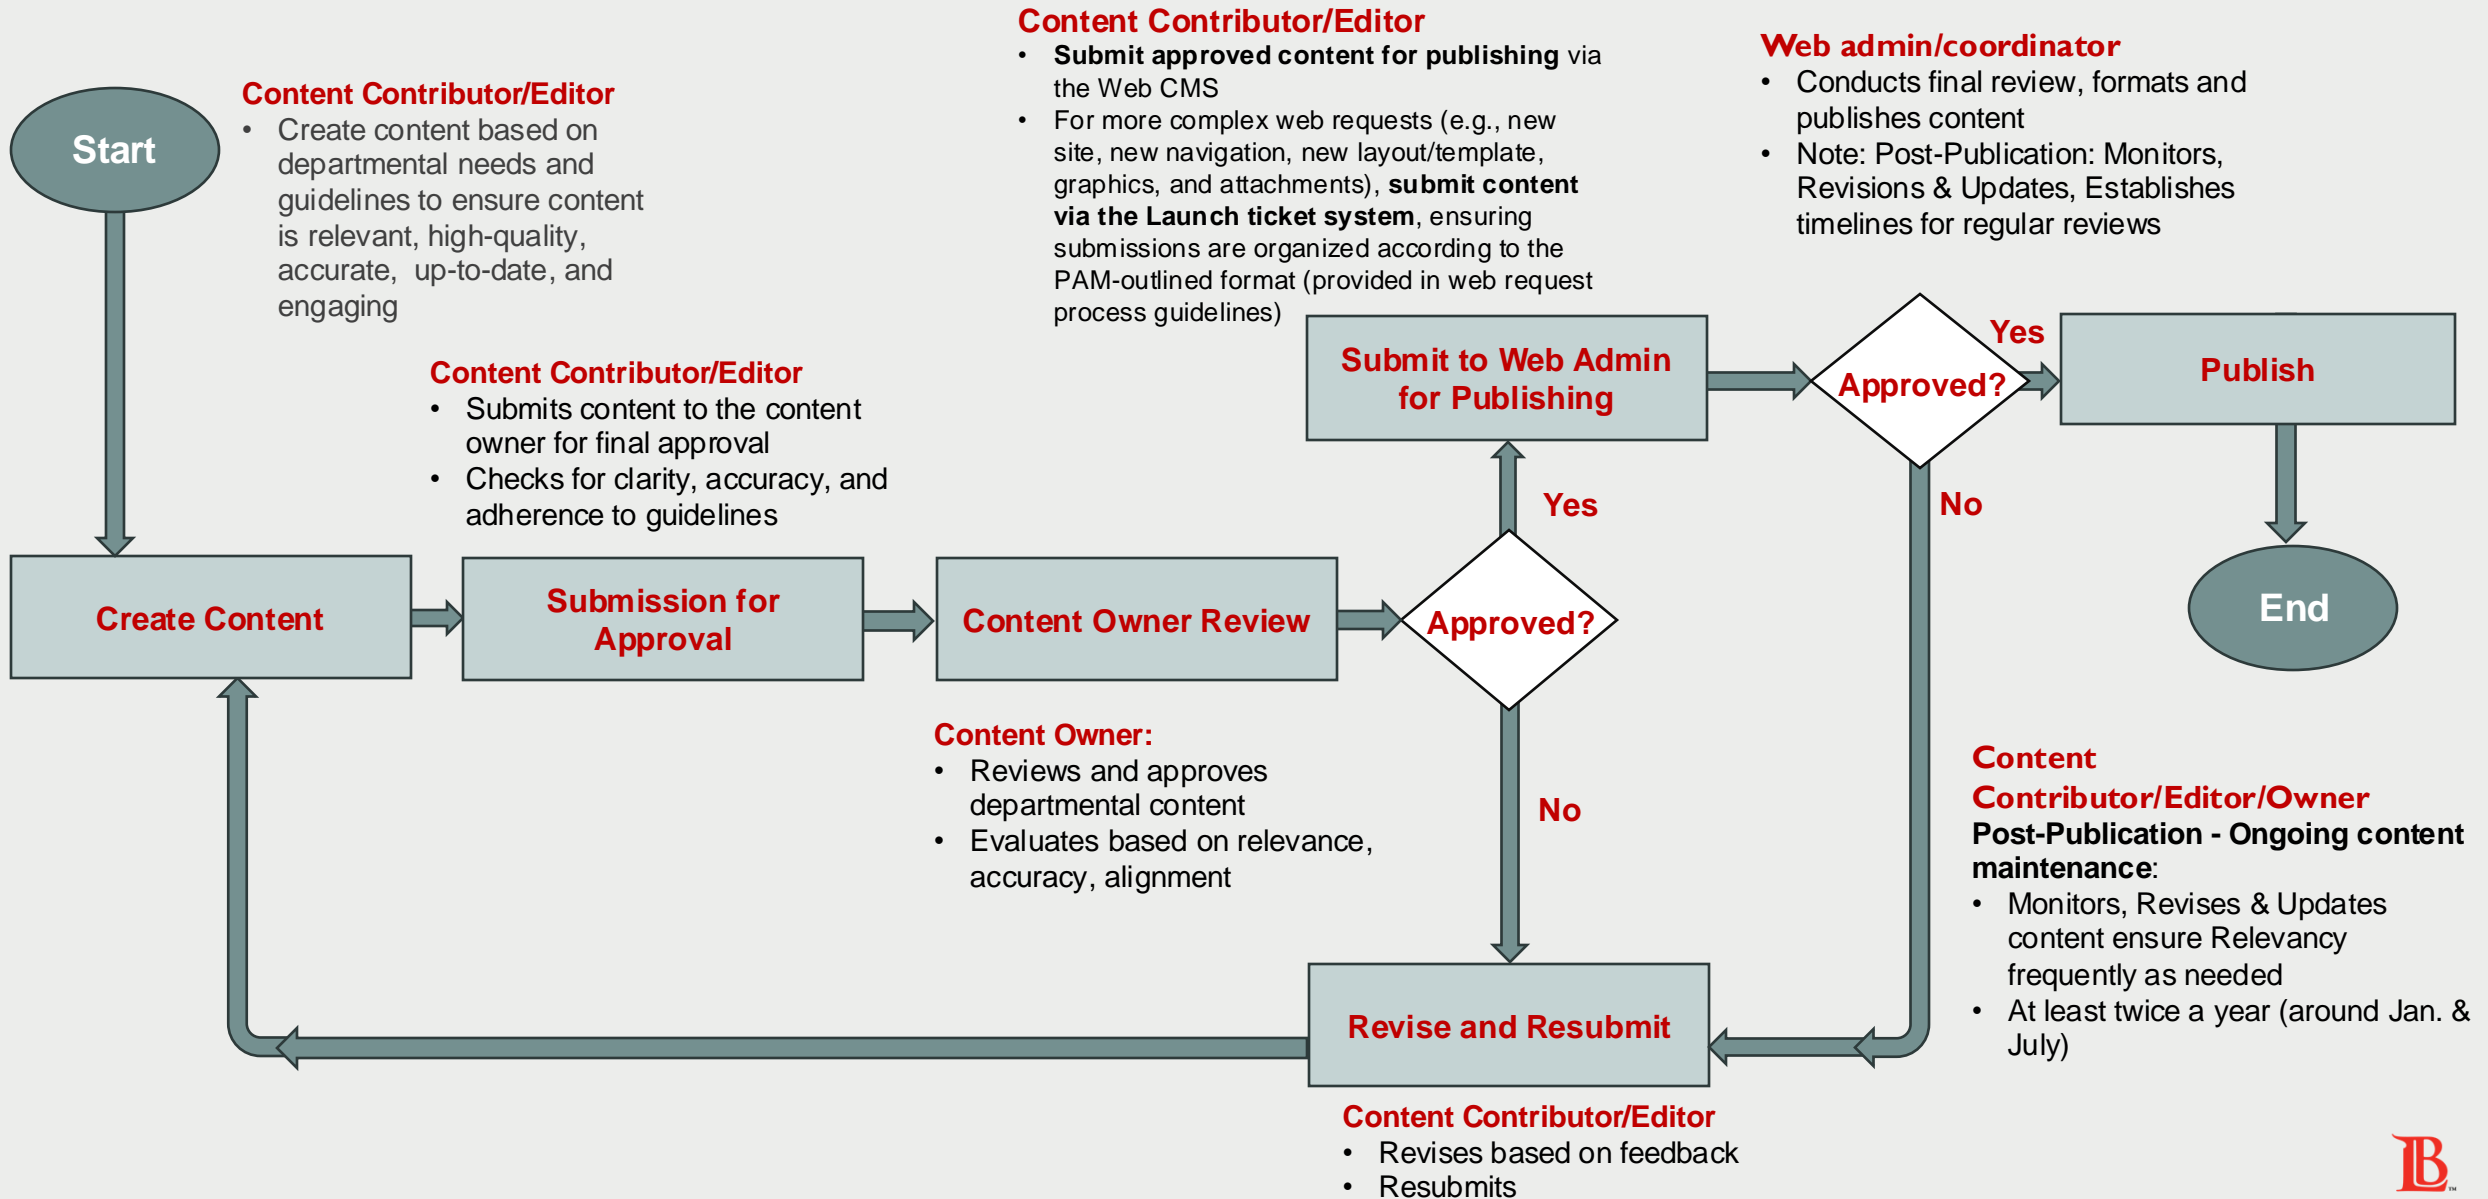 Content Contributor/Editor
• Submit approved content for publishing via
the Web CMS
• For more complex web requests (e.g., new
site, new navigation, new layout/template,
graphics, and attachments), submit content
via the Launch ticket system, ensuring
submissions are organized according to the
PAM-outlined format (provided in web request
process guidelines)
Web admin/coordinator
• Conducts final review, formats and
publishes content
• Note: Post-Publication: Monitors,
Revisions & Updates, Establishes
timelines for regular reviews
Start
Content Contributor/Editor
• Create content based on
departmental needs and
guidelines to ensure content
is relevant, high-quality,
accurate, up-to-date, and
engaging
Content Contributor/Editor
• Submits content to the content
owner for final approval
• Checks for clarity, accuracy, and
adherence to guidelines
Submit to Web Admin
for Publishing
Approved?
Yes
Publish
Yes
No
Create Content
Submission for
Approval
Content Owner Review
Approved?
End
Content Owner:
• Reviews and approves
departmental content
• Evaluates based on relevance,
accuracy, alignment
No
Content
Contributor/Editor/Owner
Post-Publication - Ongoing content
maintenance:
• Monitors, Revises & Updates
content ensure Relevancy
frequently as needed
• At least twice a year (around Jan. &
July)
Revise and Resubmit
Content Contributor/Editor
• Revises based on feedback
• Resubmits
LB
™